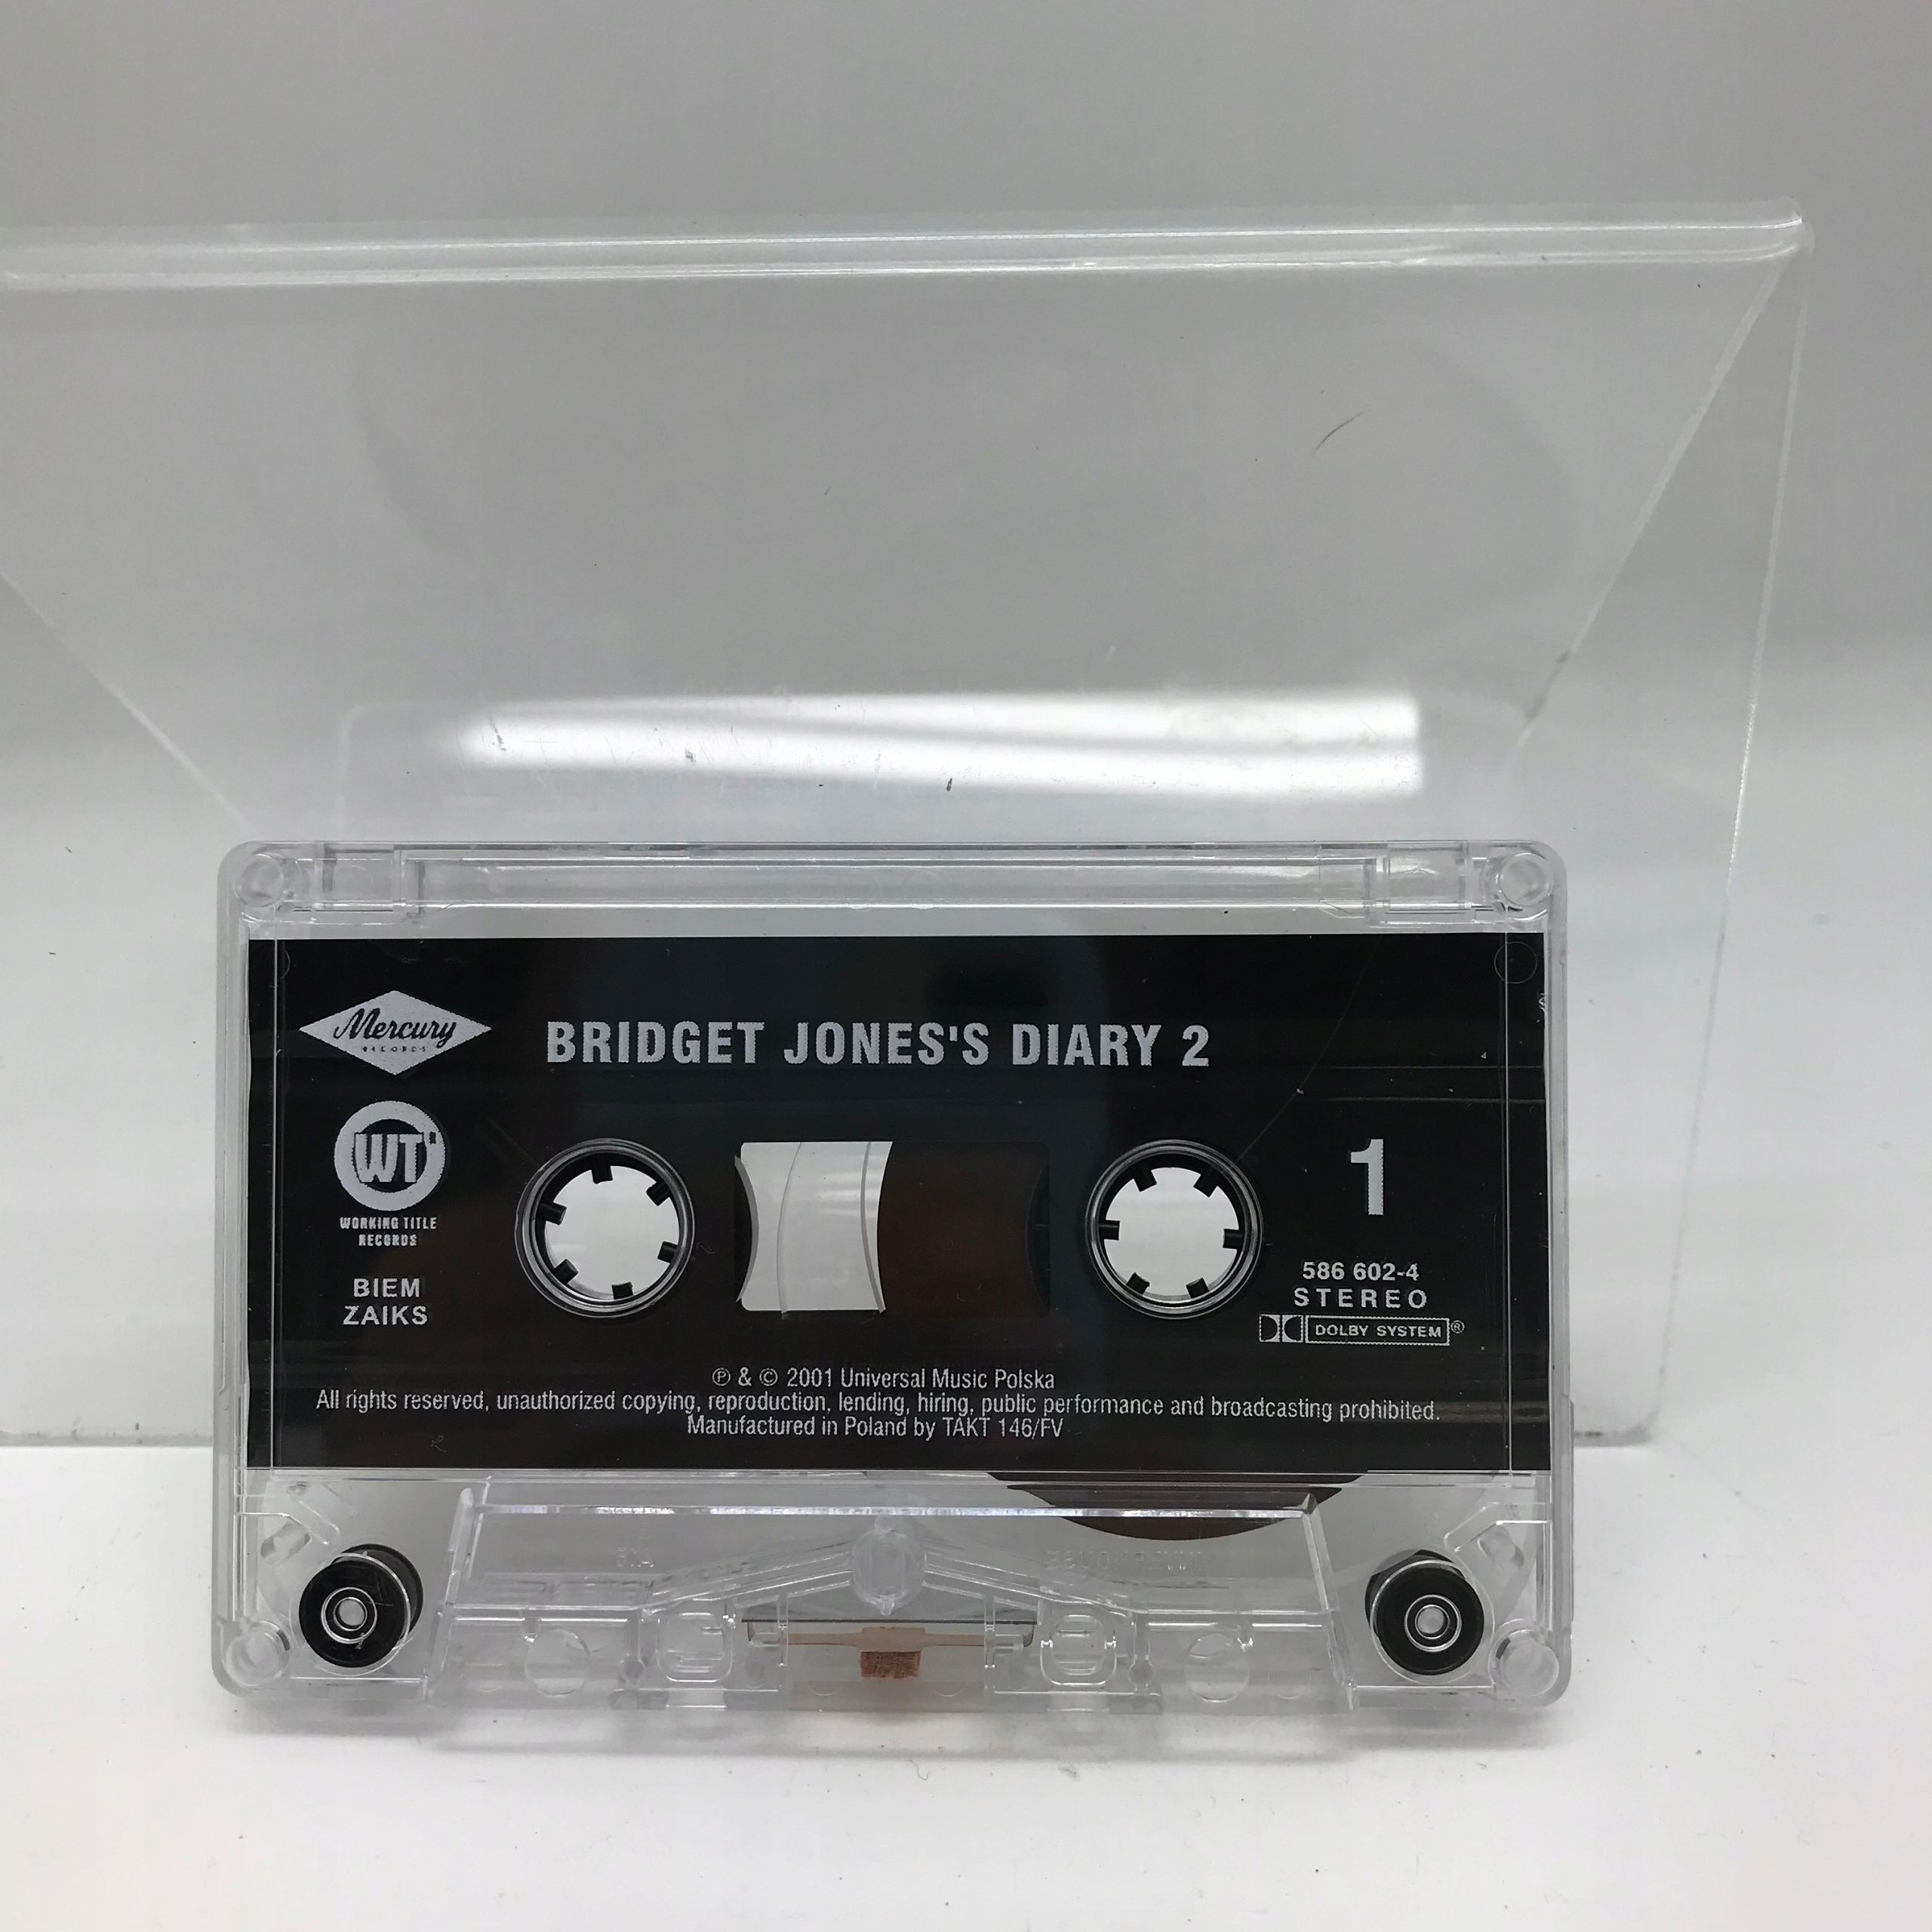 Mercury
RECORDS
BRIDGET JONES'S DIARY 2
WT
WORKING TITLE
RECORDS
BIEM
ZAIKS
1
586 602-4
STEREO
DOLBY SYSTEM®
℗ & © 2001 Universal Music Polska
All rights reserved, unauthorized copying, reproduction, lending, hiring, public performance and broadcasting prohibited.
Manufactured in Poland by TAKT 146/FV